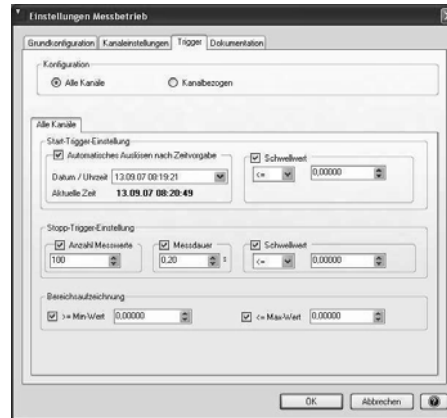 Einstellungen Messbetrieb
Grundkonfiguration Kanaleinstellungen Trigger Dokumentation
Konfiguration
Alle Kanäle Kanalbezogen
Alle Kanäle
Start-Trigger-Einstellung
Automatisches Auslösen nach Zeitvorgabe
Schwellwert
Datum / Uhrzeit 13.09.07 08:19:21
<= 0,00000
Aktuelle Zeit 13.09.07 08:20:49
Stopp-Trigger-Einstellung
Anzahl Messwerte Messdauer Schwellwert
100 0,20 s <= 0,00000
Bereichsaufzeichnung
>= Min-Wert 0,00000 <= Max-Wert 0,00000
OK Abbrechen ?